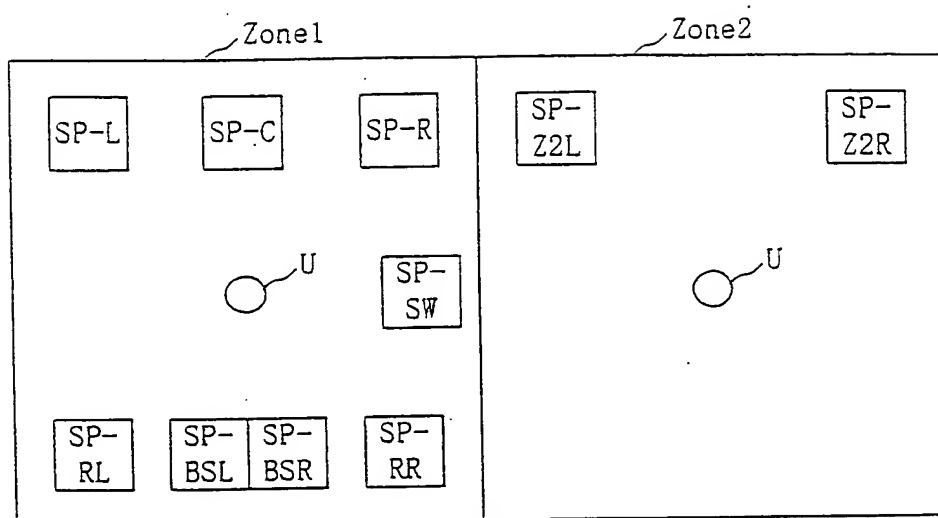 Zone1
Zone2
SP-L
SP-C
SP-R
SP-
Z2L
SP-
Z2R
U
SP-
SW
U
SP-
RL
SP-
BSL
SP-
BSR
SP-
RR